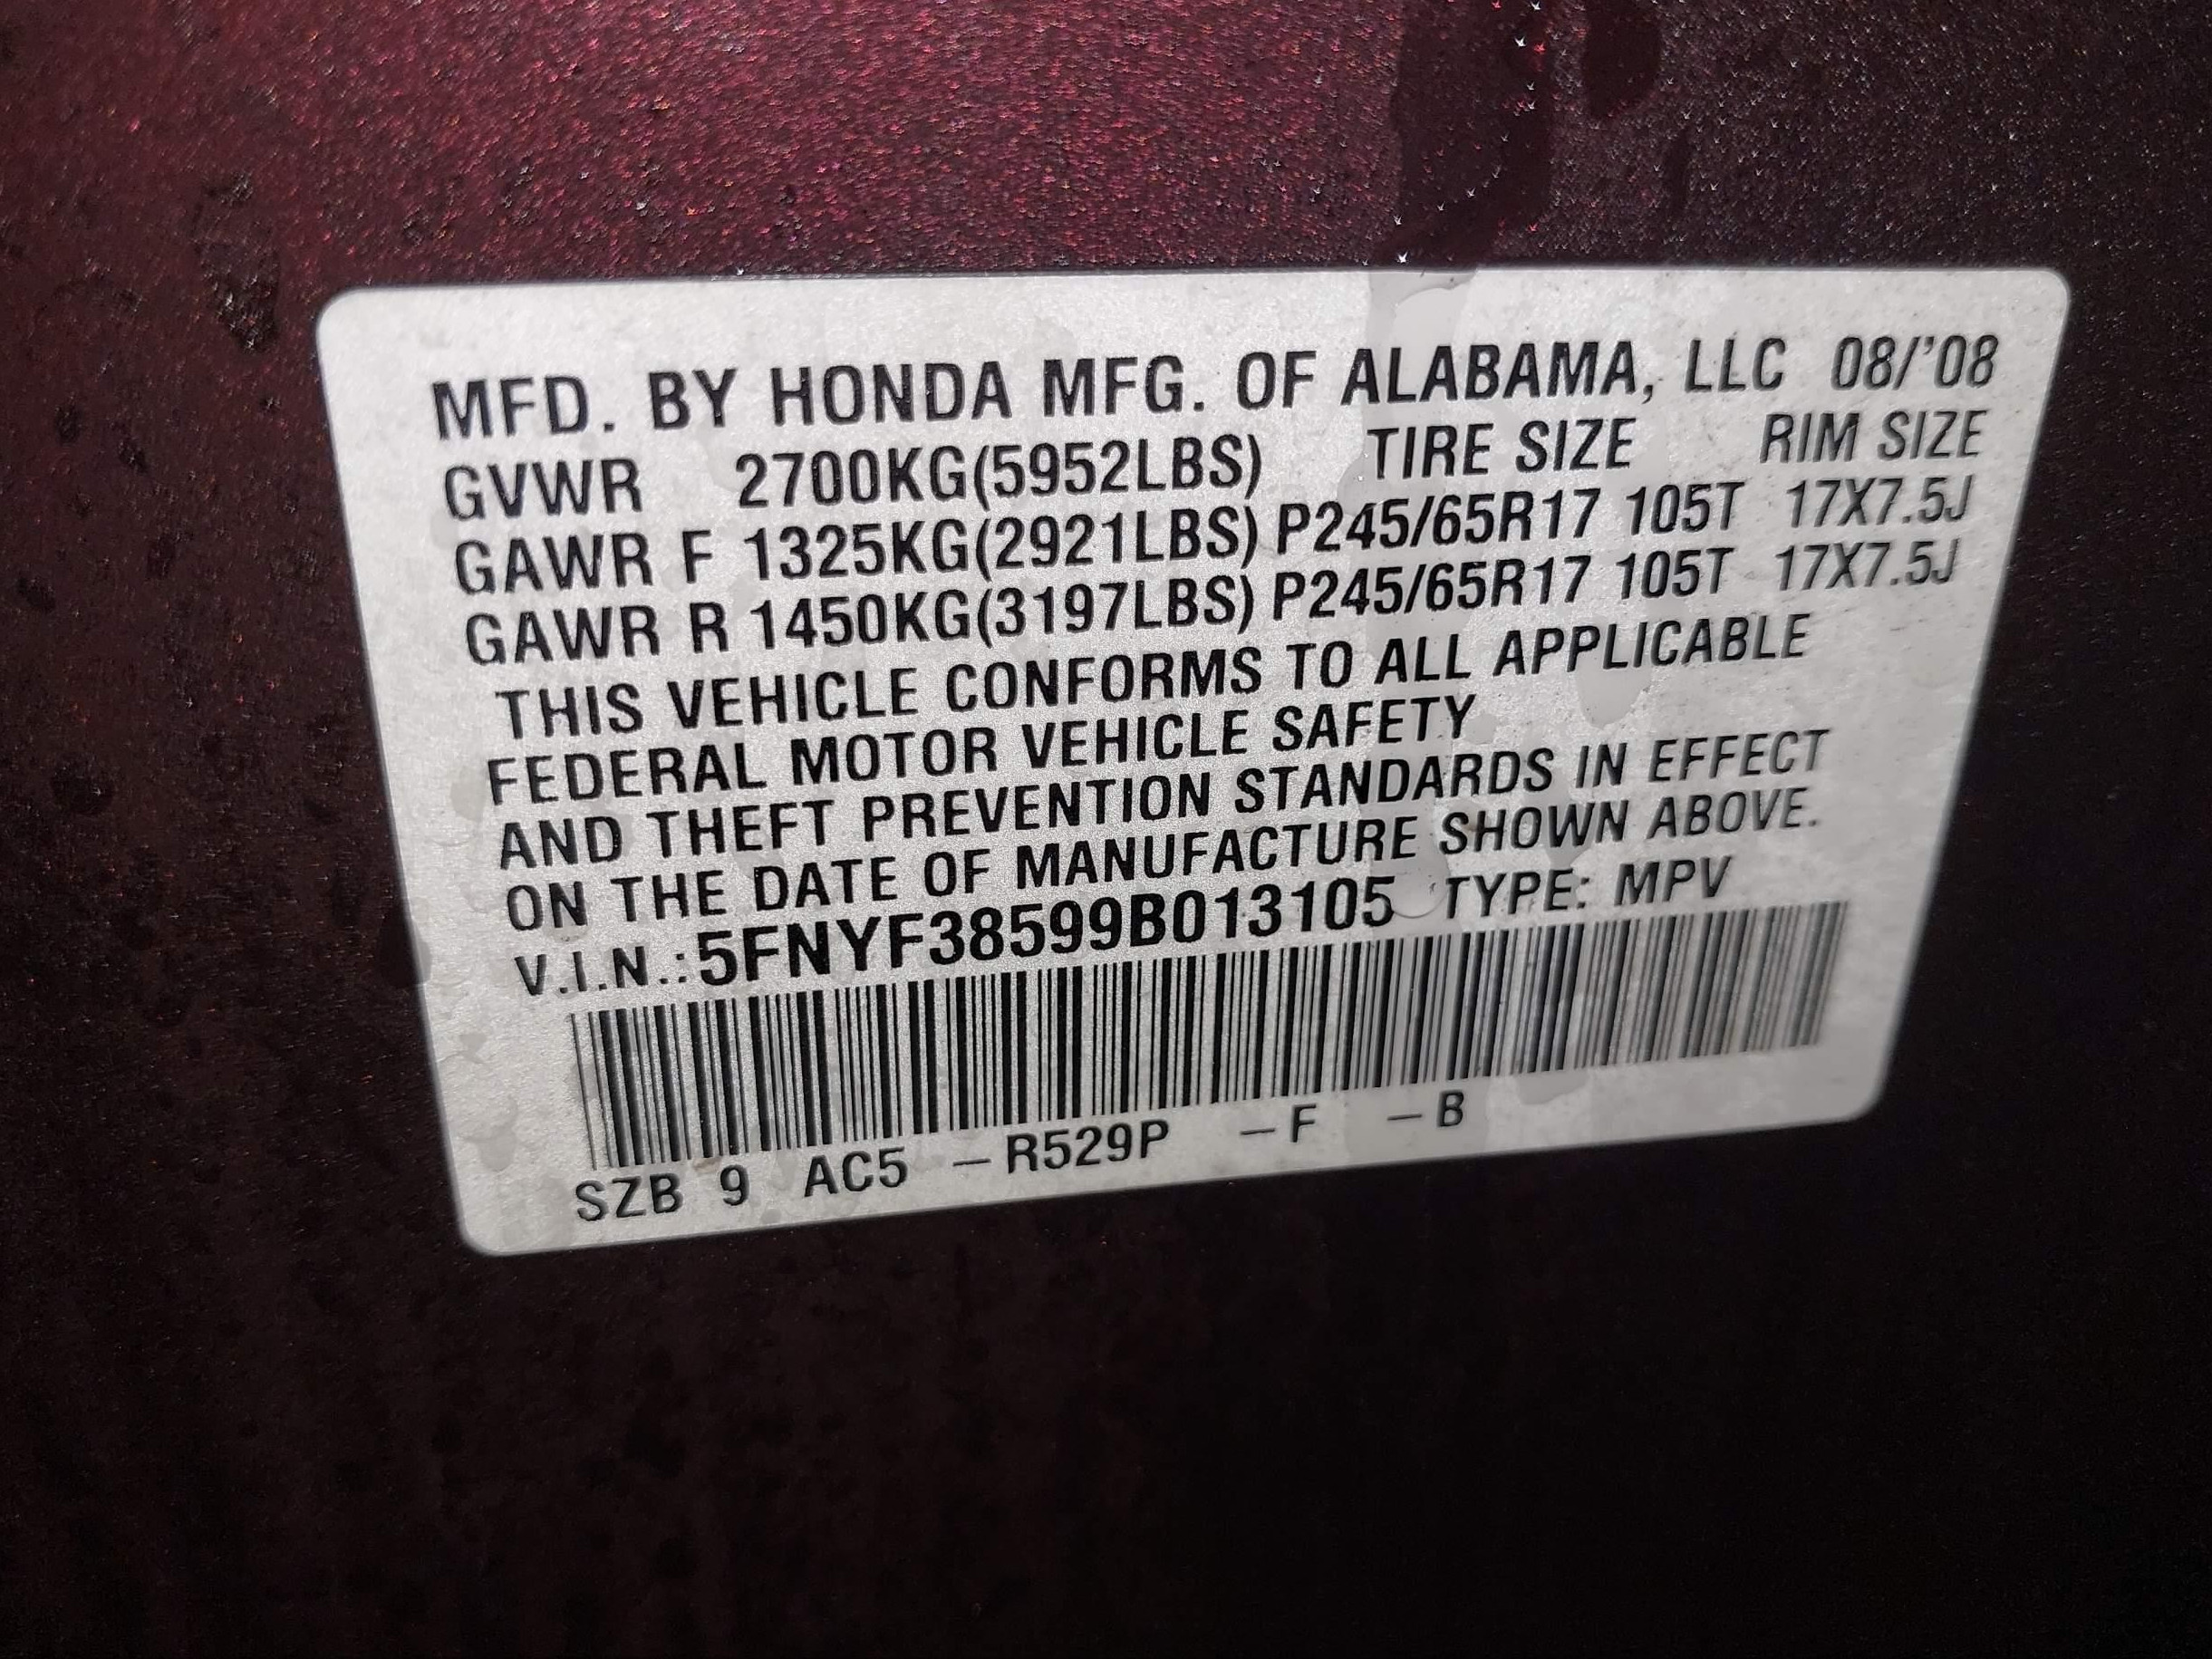 MFD. BY HONDA MFG. OF ALABAMA, LLC 08/'08
GVWR 2700KG(5952LBS) TIRE SIZE RIM SIZE
GAWR F 1325KG(2921LBS) P245/65R17 105T 17X7.5J
GAWR R 1450KG(3197LBS) P245/65R17 105T 17X7.5J
THIS VEHICLE CONFORMS TO ALL APPLICABLE
FEDERAL MOTOR VEHICLE SAFETY
AND THEFT PREVENTION STANDARDS IN EFFECT
ON THE DATE OF MANUFACTURE SHOWN ABOVE.
V.I.N.:5FNYF38599B013105 TYPE: MPV
SZB 9 AC5 –R529P –F –B